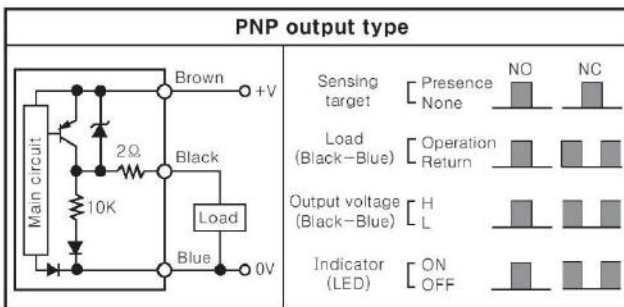 PNP output type
Brown
+V
Main circuit
2Ω
Black
10K
Load
Blue
0V
NO NC
Sensing target Presence None
Load (Black-Blue) Operation Return
Output voltage (Black-Blue) H L
Indicator (LED) ON OFF